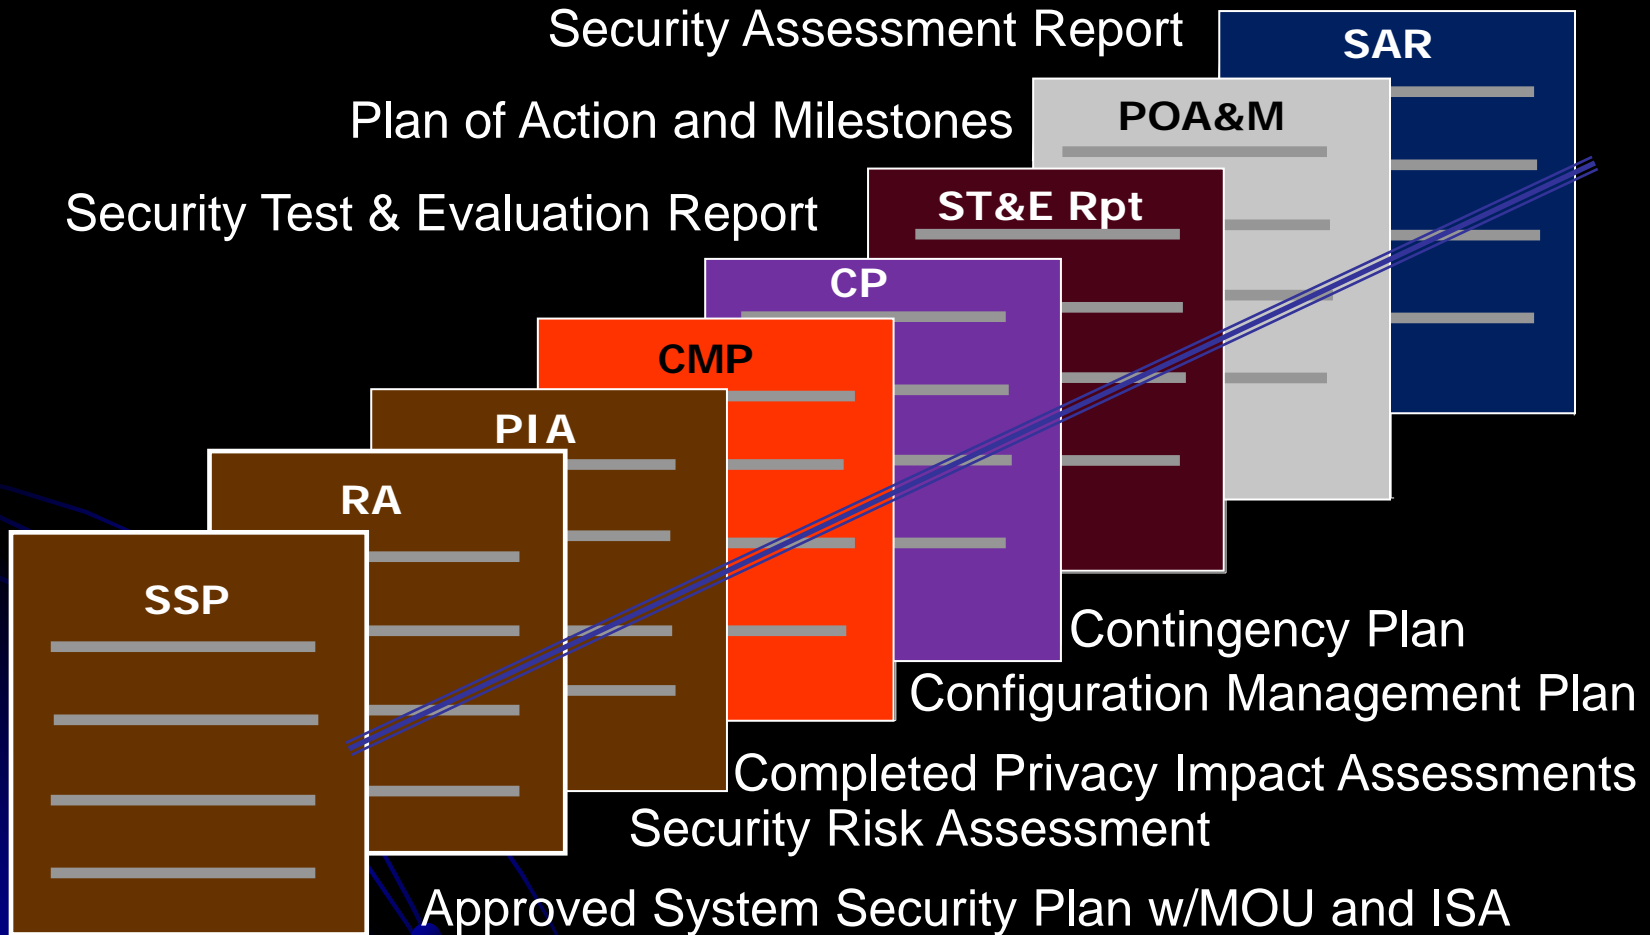 Security Assessment Report
SAR
Plan of Action and Milestones
POA&M
Security Test & Evaluation Report
ST&E Rpt
CP
CMP
PIA
RA
SSP
Contingency Plan
Configuration Management Plan
Completed Privacy Impact Assessments
Security Risk Assessment
Approved System Security Plan w/MOU and ISA